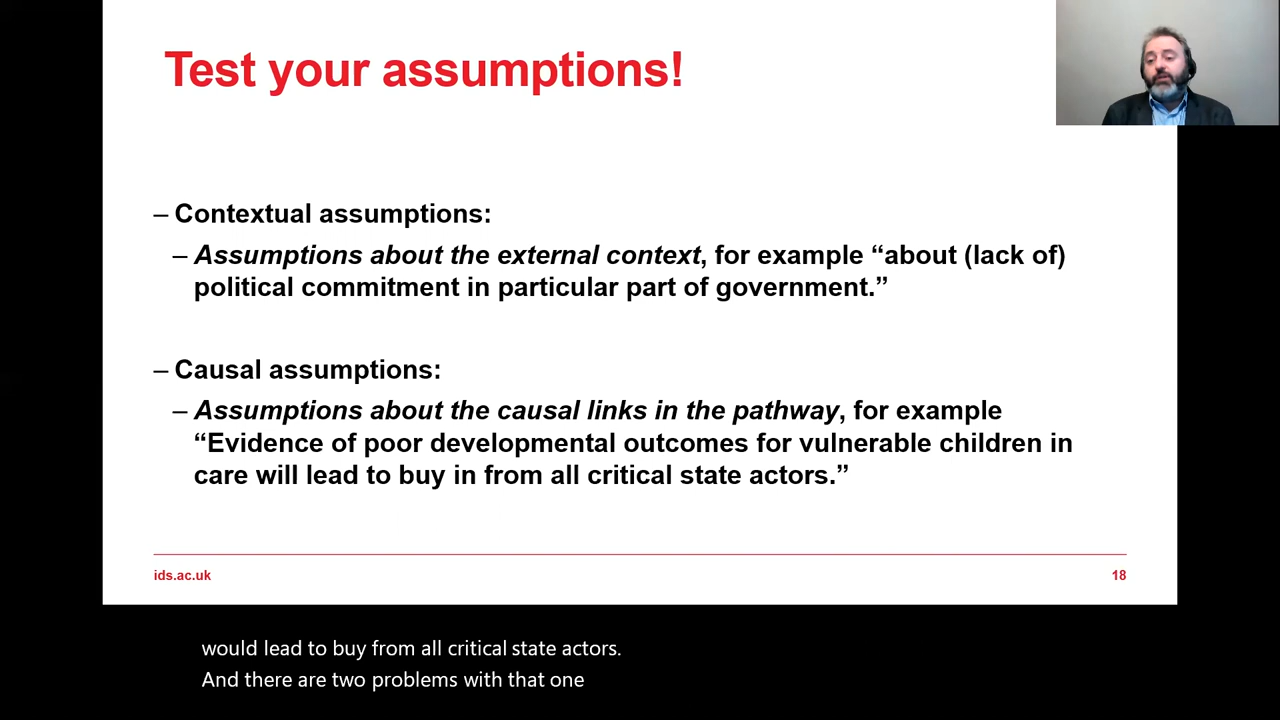 Test your assumptions!
– Contextual assumptions:
– Assumptions about the external context, for example “about (lack of)
political commitment in particular part of government.”
– Causal assumptions:
– Assumptions about the causal links in the pathway, for example
“Evidence of poor developmental outcomes for vulnerable children in
care will lead to buy in from all critical state actors.”
ids.ac.uk
18
would lead to buy from all critical state actors.
And there are two problems with that one